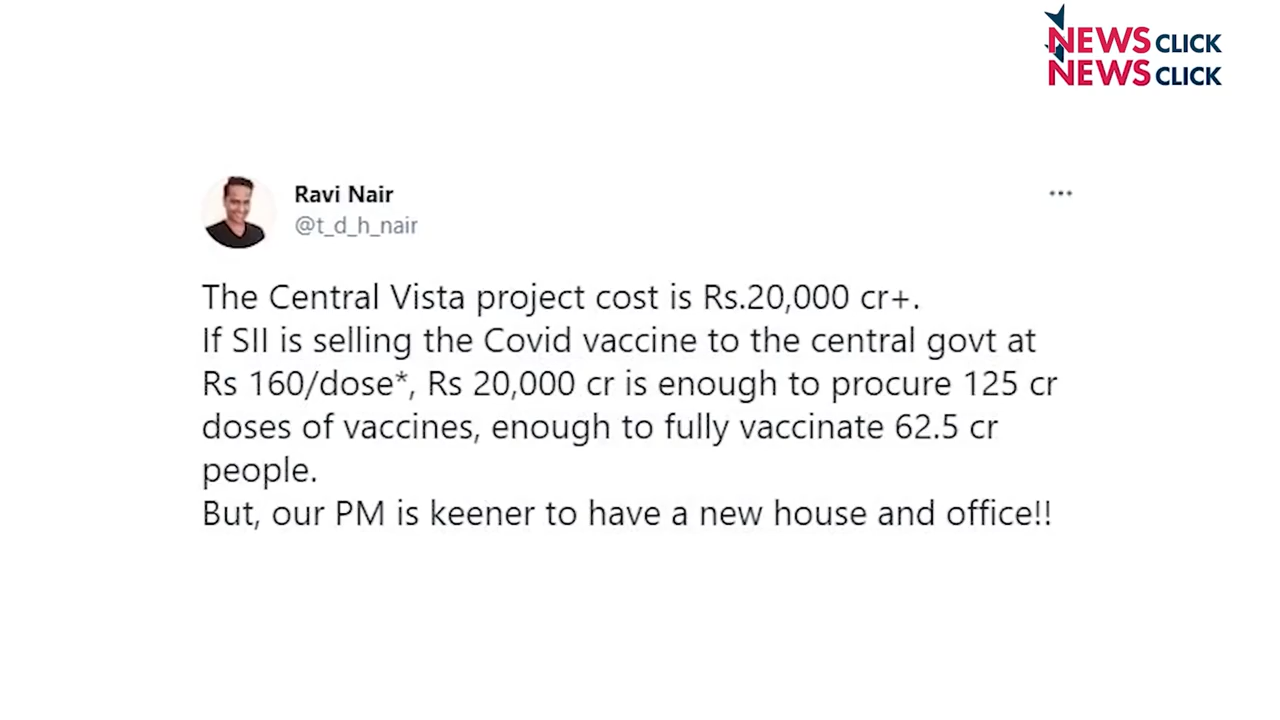 NEWS CLICK
NEWS CLICK
Ravi Nair
@t_d_h_nair
The Central Vista project cost is Rs.20,000 cr+.
If SII is selling the Covid vaccine to the central govt at
Rs 160/dose*, Rs 20,000 cr is enough to procure 125 cr
doses of vaccines, enough to fully vaccinate 62.5 cr
people.
But, our PM is keener to have a new house and office!!